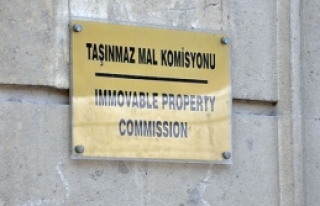 TAŞINMAZ MAL KOMİSYONU
IMMOVABLE PROPERTY
COMMISSION